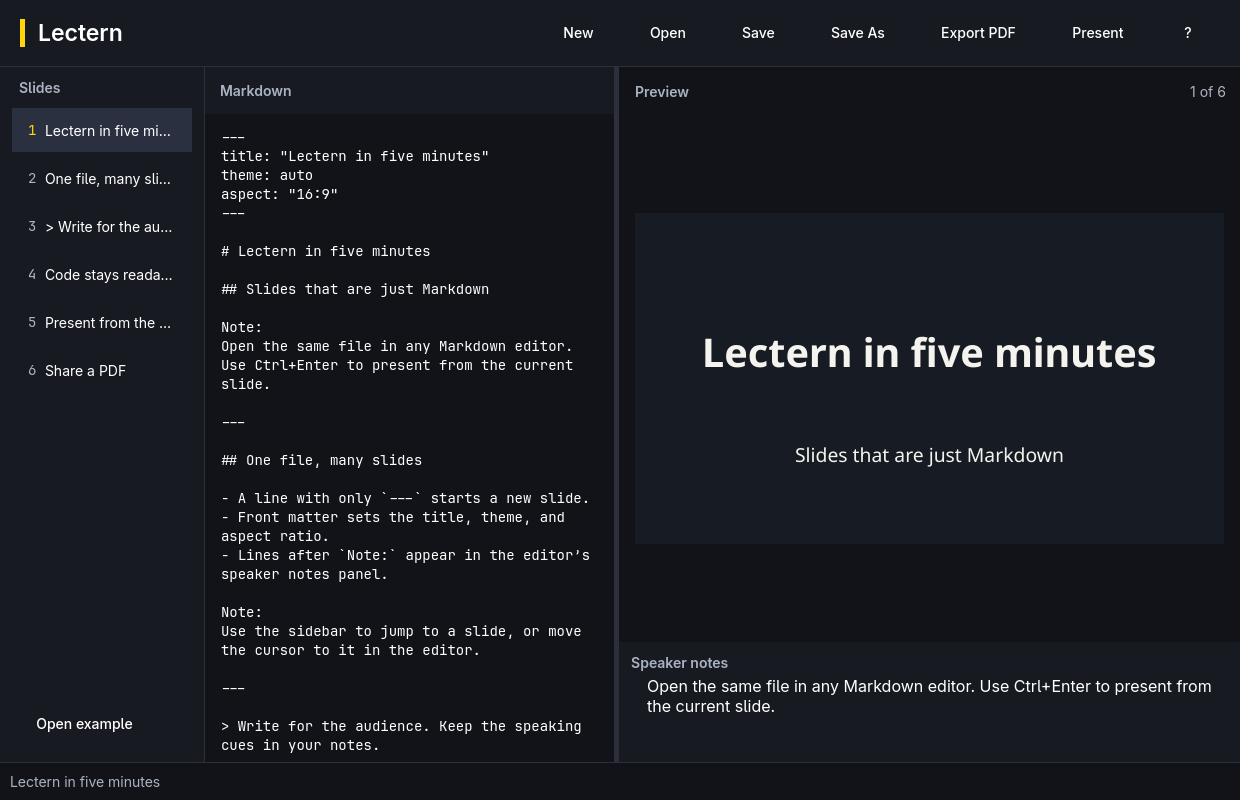 Lectern
New
Open
Save
Save As
Export PDF
Present
?
Slides
1 Lectern in five mi...
2 One file, many sli...
3 > Write for the au...
4 Code stays reada...
5 Present from the ...
6 Share a PDF
Open example
Markdown
---
title: "Lectern in five minutes"
theme: auto
aspect: "16:9"
---
# Lectern in five minutes
## Slides that are just Markdown
Note:
Open the same file in any Markdown editor.
Use Ctrl+Enter to present from the current
slide.
---
## One file, many slides
- A line with only `---` starts a new slide.
- Front matter sets the title, theme, and
aspect ratio.
- Lines after `Note:` appear in the editor's
speaker notes panel.
Note:
Use the sidebar to jump to a slide, or move
the cursor to it in the editor.
---
> Write for the audience. Keep the speaking
cues in your notes.
Preview
1 of 6
Lectern in five minutes
Slides that are just Markdown
Speaker notes
Open the same file in any Markdown editor. Use Ctrl+Enter to present from
the current slide.
Lectern in five minutes